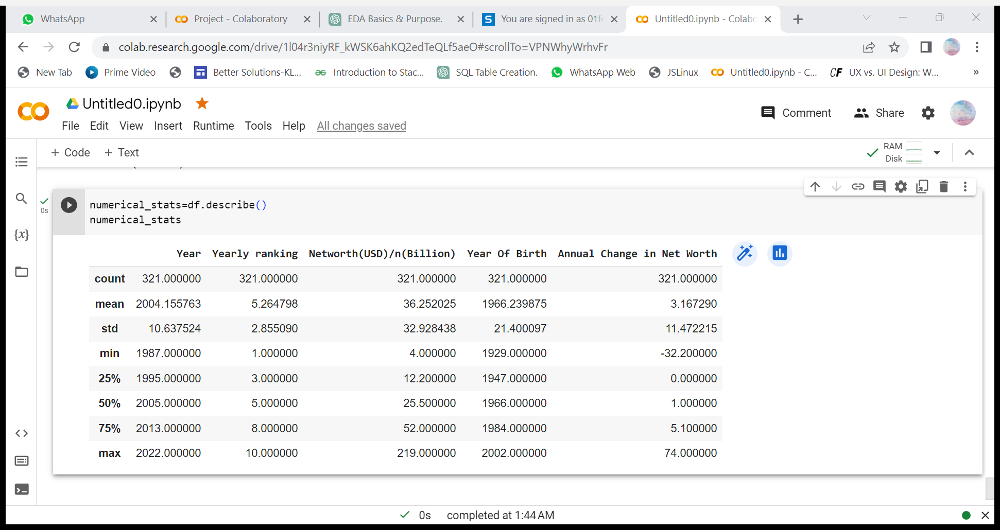 WhatsApp
Project - Colaboratory
EDA Basics & Purpose.
S You are signed in as 01fe
Untitled0.ipynb - Colabo
colab.research.google.com/drive/1l04r3niyRF_kWSK6ahKQ2edTeQLf5aeO#scrollTo=VPNWhyWrhvFr
New Tab
Prime Video
Better Solutions-KL...
Introduction to Stac...
SQL Table Creation.
WhatsApp Web
JSLinux
Untitled0.ipynb - C...
CF UX vs. UI Design: W...
»
Untitled0.ipynb
Comment
Share
File Edit View Insert Runtime Tools Help All changes saved
+ Code + Text
RAM
Disk
{x}
0s
numerical_stats=df.describe()
numerical_stats
Year Yearly ranking Networth(USD)/n(Billion) Year Of Birth Annual Change in Net Worth
count 321.000000 321.000000 321.000000 321.000000 321.000000
mean 2004.155763 5.264798 36.252025 1966.239875 3.167290
std 10.637524 2.855090 32.928438 21.400097 11.472215
min 1987.000000 1.000000 4.000000 1929.000000 -32.200000
25% 1995.000000 3.000000 12.200000 1947.000000 0.000000
50% 2005.000000 5.000000 25.500000 1966.000000 1.000000
75% 2013.000000 8.000000 52.000000 1984.000000 5.100000
max 2022.000000 10.000000 219.000000 2002.000000 74.000000
0s completed at 1:44 AM